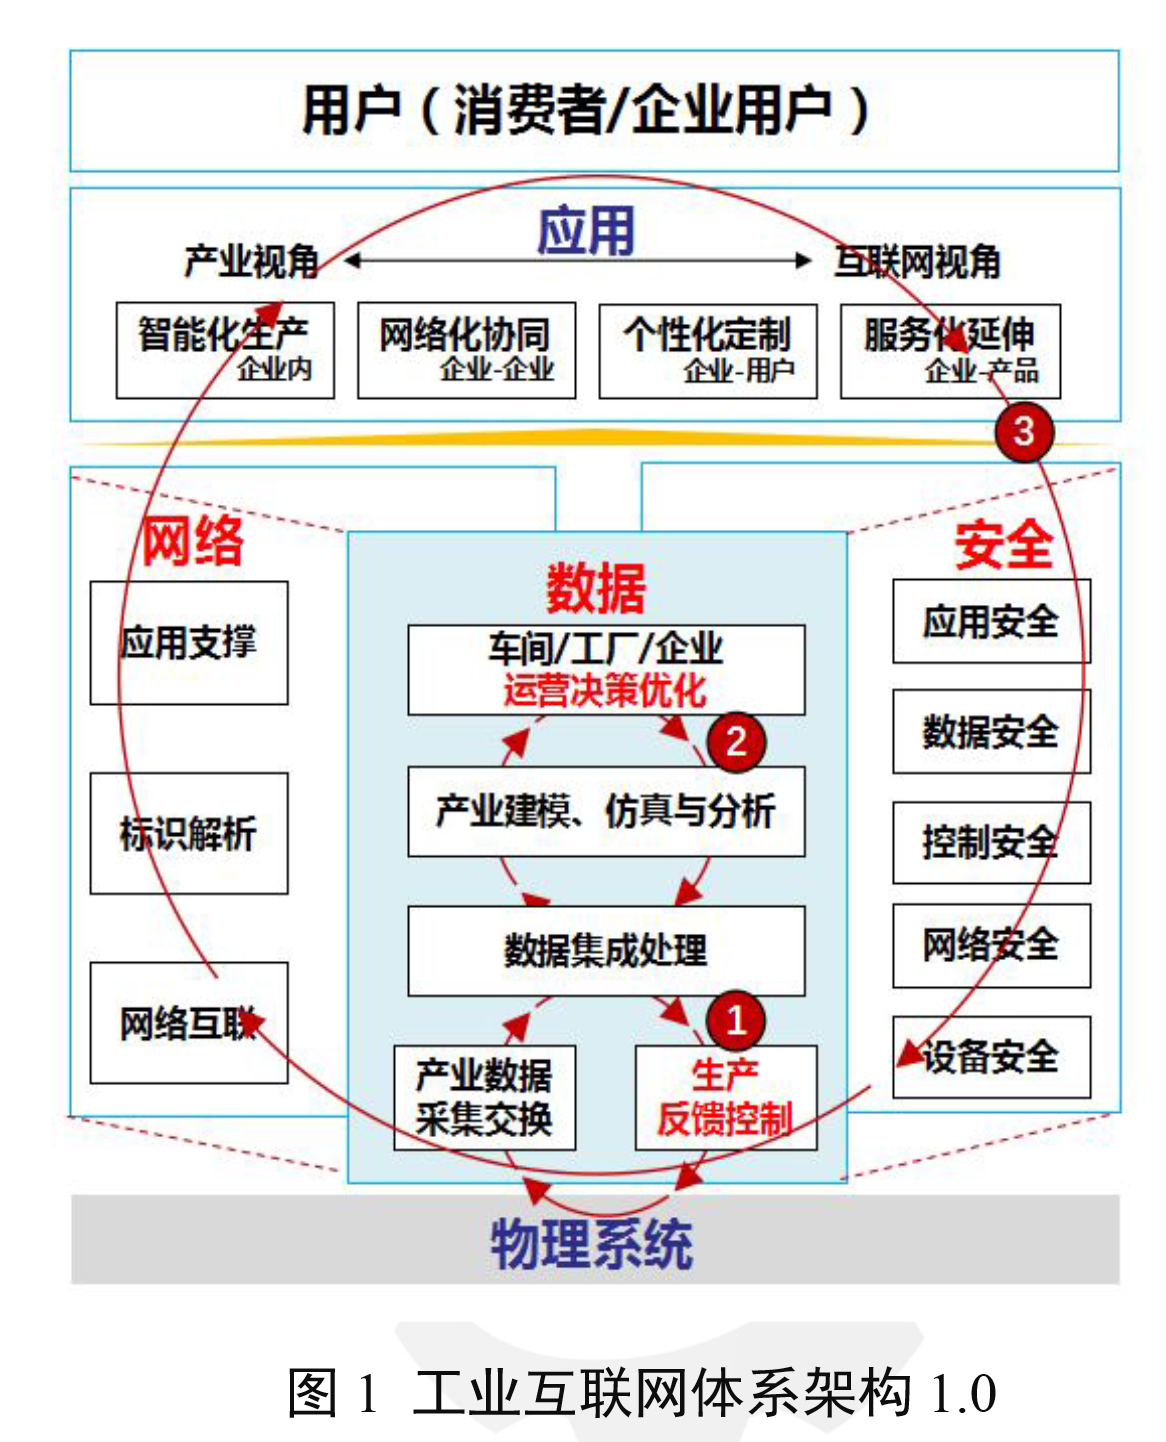 用户（消费者/企业用户）
应用
产业视角
互联网视角
智能化生产
企业内
网络化协同
企业-企业
个性化定制
企业-用户
服务化延伸
企业-产品
3
网络
应用支撑
标识解析
网络互联
数据
车间/工厂/企业
运营决策优化
2
产业建模、仿真与分析
数据集成处理
1
产业数据
采集交换
生产
反馈控制
安全
应用安全
数据安全
控制安全
网络安全
设备安全
物理系统
图 1 工业互联网体系架构 1.0